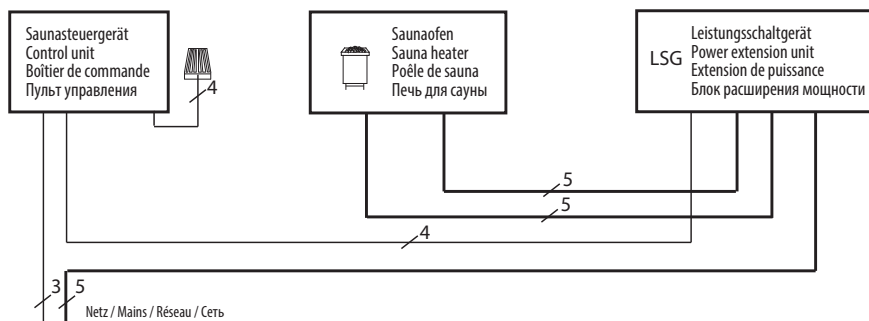 Saunasteuergerät
Control unit
Boîtier de commande
Пульт управления
4
Saunaofen
Sauna heater
Poêle de sauna
Печь для сауны
LSG
Leistungsschaltgerät
Power extension unit
Extension de puissance
Блок расширения мощности
5
5
4
3
5
Netz / Mains / Réseau / Сеть